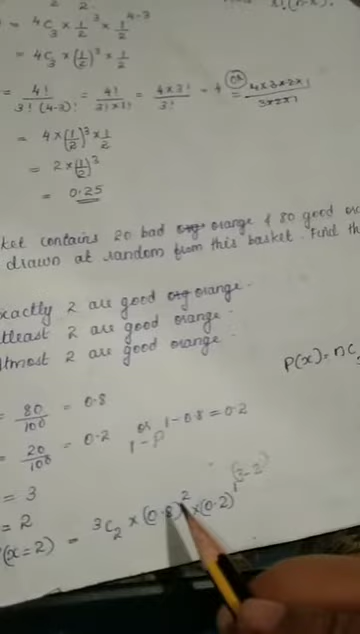 = 4C3 × 1/2³ × 1/2⁴⁻³
= 4C3 × (1/2)³ × 1/2
= 4!/3!(4-3)! = 4!/3!×1! = 4×3!/3! = 4 (OR) = 4×3×2×1/3×2×1
= 4×(1/2)³×1/2
= 2×(1/2)³
= 0.25
ket contains 20 bad orange & 80 good
drawn at random from this basket. Find th
xactly 2 are good orange.
tleast 2 are good orange.
tmost 2 are good orange.
P(x) = nC
= 80/100 = 0.8
= 20/100 = 0.2 or 1-P 1-0.8 = 0.2
= 3
= 2
(x=2) = 3C2 × (0.8)² × (0.2)¹ (3-2)